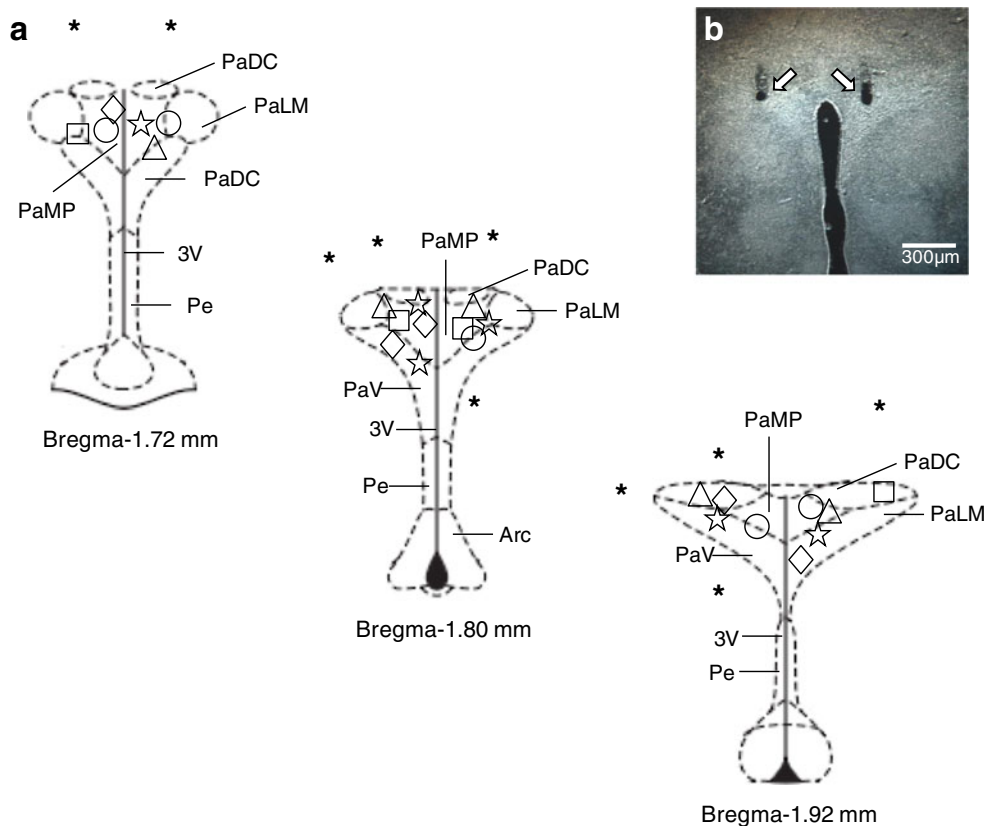 a
* *
PaDC
PaLM
PaMP
PaDC
3V
Pe
Bregma-1.72 mm
b
300µm
* * *
PaMP
PaDC
PaLM
PaV
*
3V
Pe
Arc
Bregma-1.80 mm
*
PaMP
*
PaDC
*
PaLM
PaV
*
3V
Pe
Bregma-1.92 mm